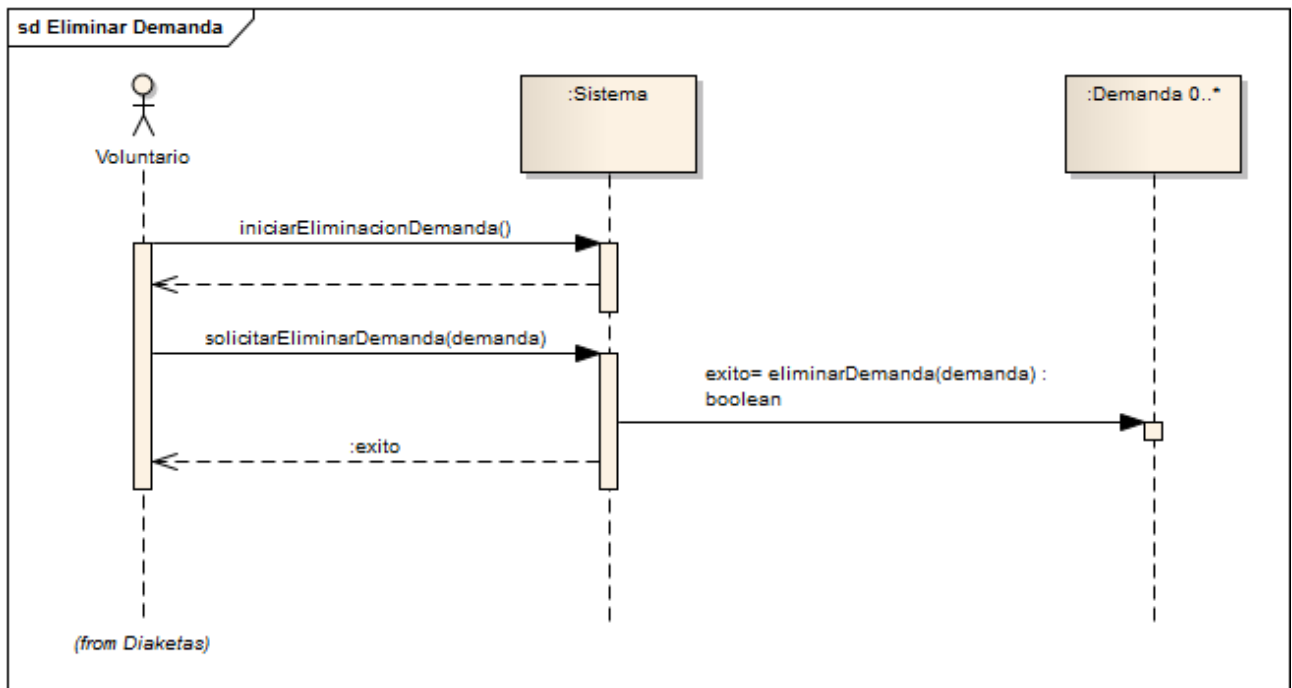 sd Eliminar Demanda
:Sistema
:Demanda 0..*
Voluntario
iniciarEliminacionDemanda()
solicitarEliminarDemanda(demanda)
exito= eliminarDemanda(demanda) :
boolean
:exito
(from Diaketas)